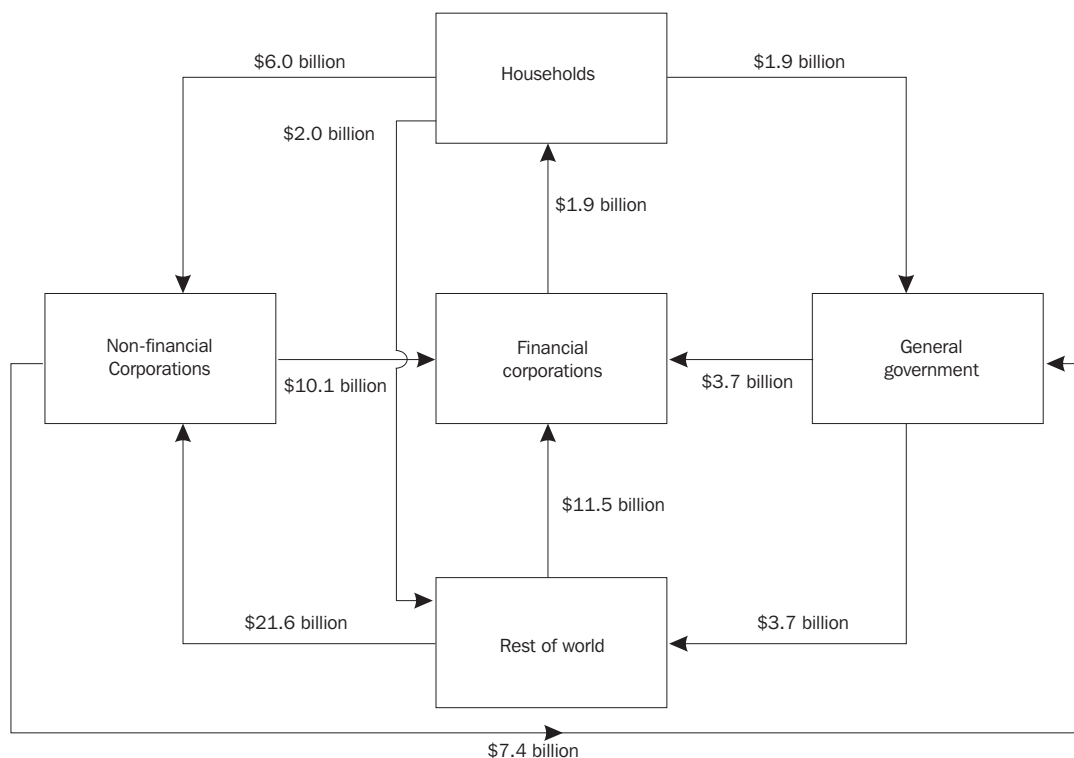 $6.0 billion
Households
$1.9 billion
$2.0 billion
$1.9 billion
Non-financial
Corporations
Financial
corporations
General
government
$10.1 billion
$3.7 billion
$11.5 billion
$21.6 billion
Rest of world
$3.7 billion
$7.4 billion